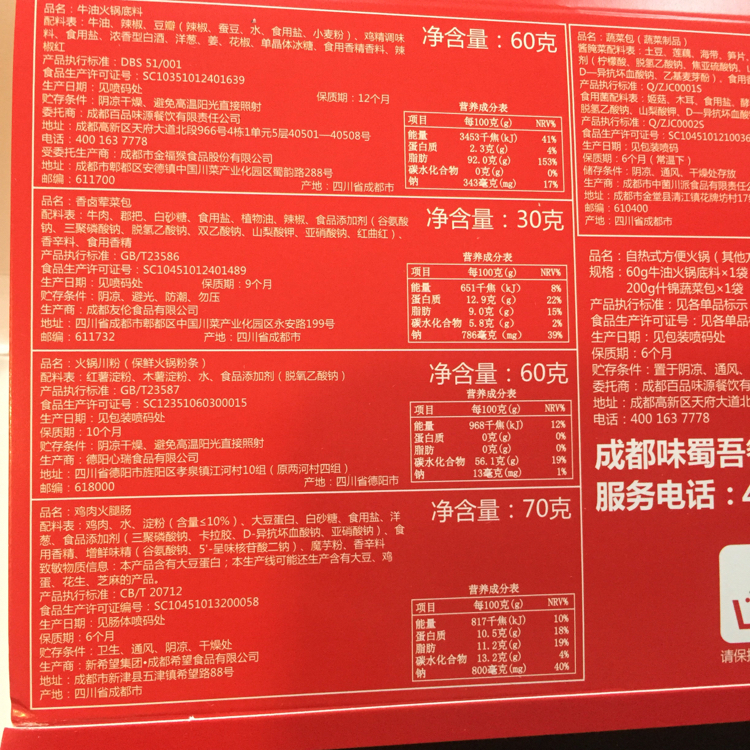 品名：牛油火锅底料
配料表：牛油、辣椒、豆瓣（辣椒、蚕豆、水、食用盐、小麦粉）、鸡精调味
料、食用盐、浓香型白酒、洋葱、姜、花椒、单晶体冰糖、食用香精香料、辣
椒红
产品执行标准：DBS 51/001
食品生产许可证号：SC10351012401639
生产日期：见喷码处
保质期：12个月
贮存条件：阴凉干燥、避免高温阳光直接照射
委托商：成都百品味源餐饮有限公司
地址：成都高新区天府大道北段966号4栋1单元5层40501—40508号
电话：400 163 7778
受委托生产商：成都市金福猴食品股份有限公司
地址：成都市郫都区安德镇中国川菜产业化园区蜀韵路288号
邮编：611700
产地：四川省成都市
净含量：60克
营养成分表
项目 每100克(g) NRV%
能量 3453千焦(kJ) 41%
蛋白质 2.3克(g) 4%
脂肪 92.0克(g) 153%
碳水化合物 0克(g) 0%
钠 343毫克(mg) 17%
品名：香卤荤菜包
配料表：牛肉、郡把、白砂糖、食用盐、植物油、辣椒、食品添加剂（谷氨酸
钠、三聚磷酸钠、脱氢乙酸钠、双乙酸钠、山梨酸钾、亚硝酸钠、红曲红）、
香辛料、食用香精
产品执行标准：GB/T23586
食品生产许可证号：SC10451012401489
生产日期：见喷码处 保质期：9个月
贮存条件：阴凉、避光、防潮、勿压
生产商：成都友伦食品有限公司
地址：四川省成都市郫都区中国川菜产业化园区永安路199号
邮编：611732 产地：四川省成都市
净含量：30克
营养成分表
项目 每100克(g) NRV%
能量 651千焦（kJ） 8%
蛋白质 12.9克(g) 22%
脂肪 9.0克(g) 15%
碳水化合物 5.8克(g) 2%
钠 786毫克(mg) 39%
品名：火锅川粉（保鲜火锅粉条）
配料表：红薯淀粉、木薯淀粉、水、食品添加剂（脱氢乙酸钠）
产品执行标准：GB/T23587
食品生产许可证号：SC12351060300015
生产日期：见包装喷码处
保质期：10个月
贮存条件：阴凉干燥、避免高温阳光直接照射
生产商：德阳心瑞食品有限公司
地址：四川省德阳市旌阳区孝泉镇江河村10组（原两河村四组）
邮编：618000 产地：四川省德阳市
净含量：60克
营养成分表
项目 每100克(g) NRV%
能量 968千焦(kJ) 12%
蛋白质 0克(g) 0%
脂肪 0克(g) 0%
碳水化合物 56.1克(g) 19%
钠 13毫克(mg) 1%
品名：鸡肉火腿肠
配料表：鸡肉、水、淀粉（含量≤10%）、大豆蛋白、白砂糖、食用盐、洋
葱、食品添加剂（三聚磷酸钠、卡拉胶、D-异抗坏血酸钠、亚硝酸钠）、食
用香精、增鲜味精（谷氨酸钠、5'-呈味核苷酸二钠）、魔芋粉、香辛料
致敏物质信息：本产品含有大豆蛋白；本生产线可能还生产含有大豆、鸡
蛋、花生、芝麻的产品。
产品执行标准：CB/T 20712
食品生产许可证编号：SC10451013200058
生产日期：见肠体喷码处
保质期：6个月
贮存条件：卫生、通风、阴凉、干燥处
生产商：新希望集团•成都希望食品有限公司
地址：成都市新津县五津镇希望路88号
产地：四川省成都市
净含量：70克
营养成分表
项目 每100克(g) NRV%
能量 817千焦(kJ) 10%
蛋白质 10.5克(g) 18%
脂肪 11.2克(g) 19%
碳水化合物 13.2克(g) 4%
钠 800毫克(mg) 40%
品名：蔬菜包（蔬菜制品）
酱腌菜配料表：土豆、莲藕、海带、笋片、
剂（柠檬酸、脱氢乙酸钠、焦亚硫酸钠、
D—异抗坏血酸钠、乙基麦芽酚）、食用
产品执行标准：Q/ZJC0001S
食用菌配料表：姬菇、木耳、食用盐、酵
脱氢乙酸钠、山梨酸钾、D—异抗坏血酸
产品执行标准：Q/ZJC0002S
食品生产许可证号：SC1045101210036
生产日期：见包装喷码
保质期：6个月（常温下）
储存条件：阴凉、通风、干燥处存放
生产商：成都市中菌川派食品有限责任
地址：成都市金堂县清江镇花牌坊村17
邮编：610400
产地：四川省成都市
品名：自热式方便火锅（其他方
规格：60g牛油火锅底料×1袋
200g什锦蔬菜包×1袋
产品执行标准：见各单品标示
食品生产许可证号：见各单品
生产日期：见包装喷码处
保质期：6个月
贮存条件：置于阴凉、通风、
委托商：成都百品味源餐饮有
地址：成都高新区天府大道北
电话：400 163 7778
成都味蜀吾
服务电话：4
请保